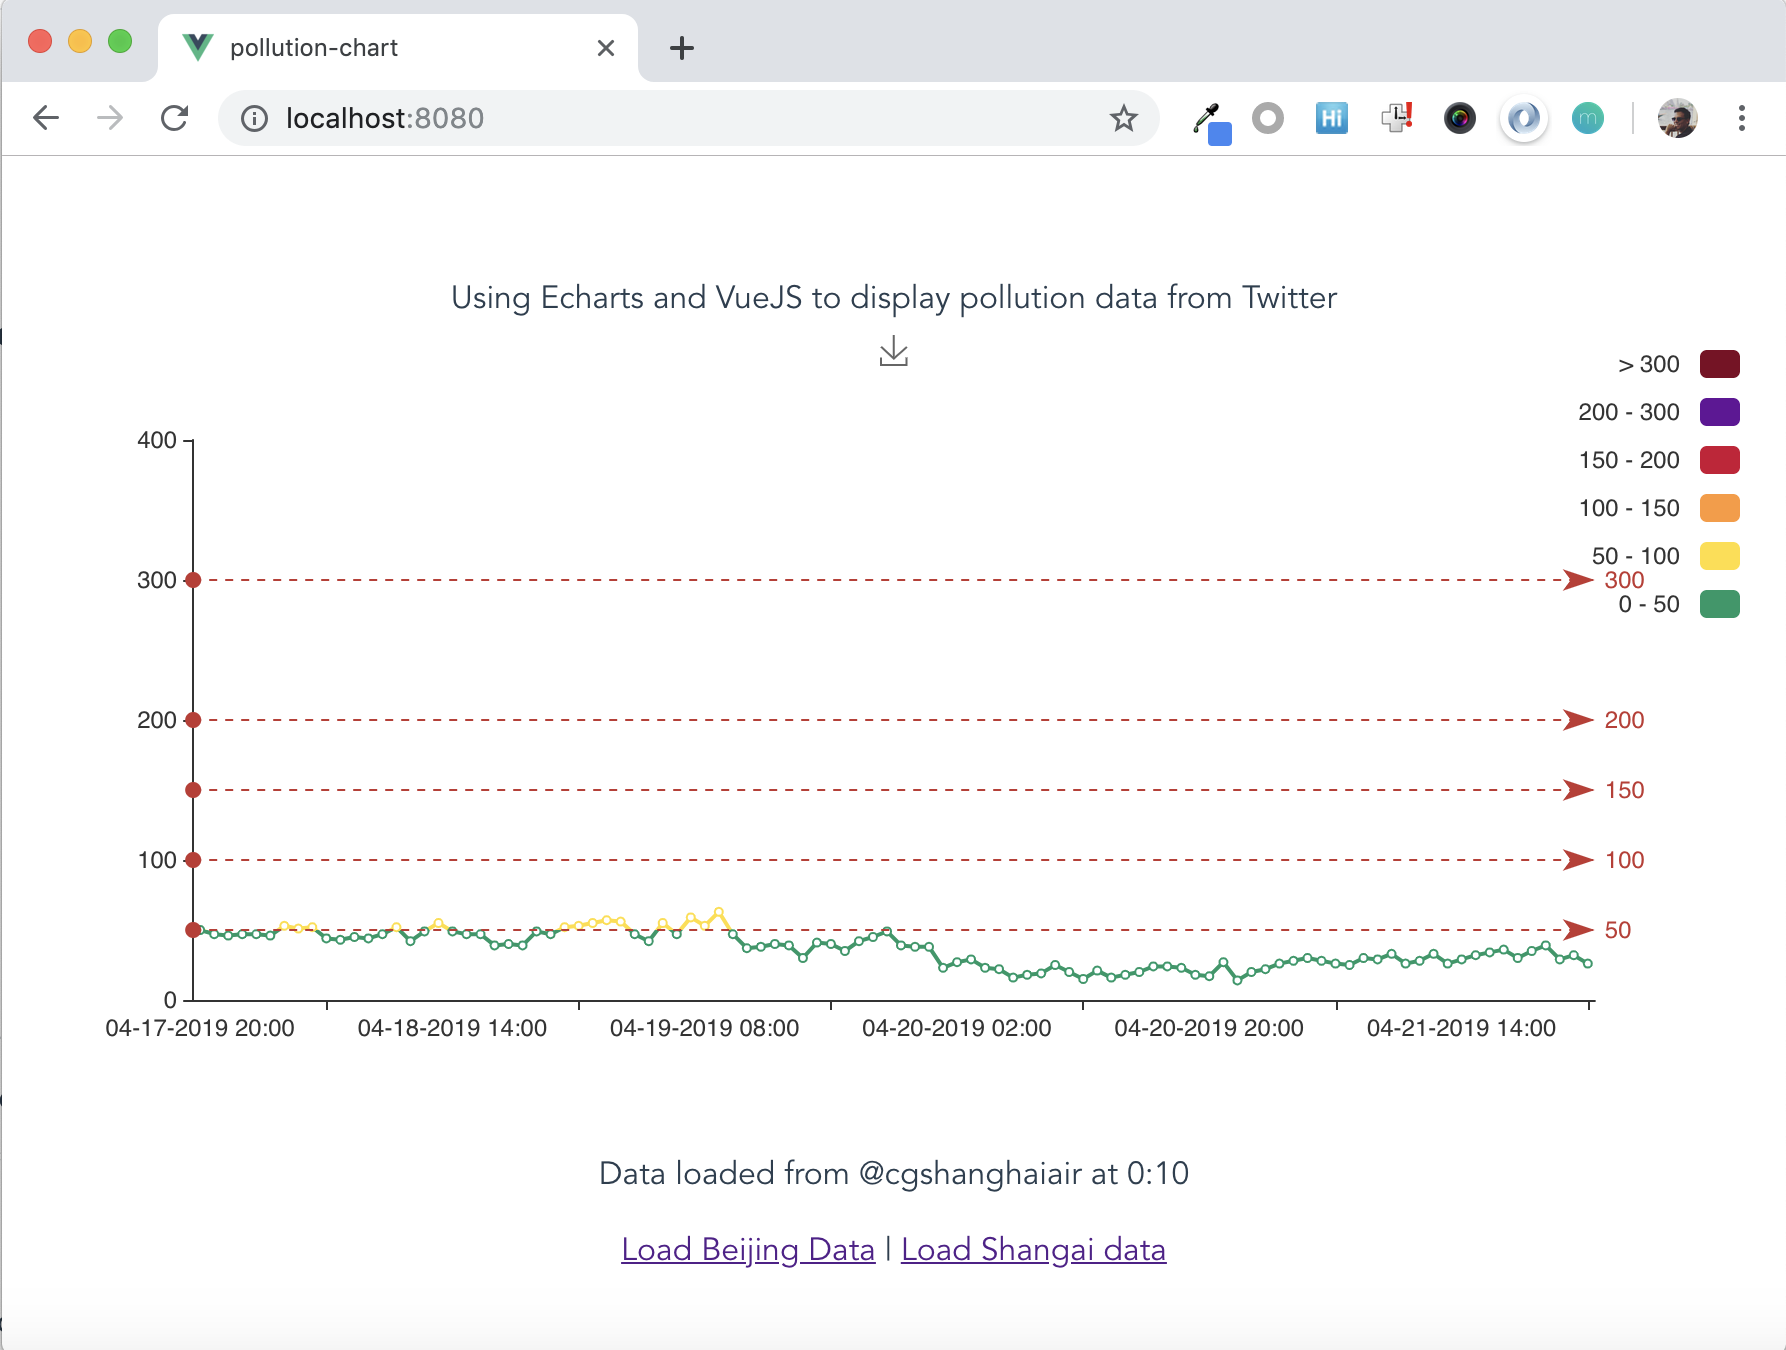 pollution-chart
localhost:8080
Hi
m
Using Echarts and VueJS to display pollution data from Twitter
> 300
200 - 300
150 - 200
100 - 150
50 - 100
0 - 50
400
300
200
100
0
300
200
150
100
50
04-17-2019 20:00 04-18-2019 14:00 04-19-2019 08:00 04-20-2019 02:00 04-20-2019 20:00 04-21-2019 14:00
Data loaded from @cgshanghaiair at 0:10
Load Beijing Data | Load Shangai data